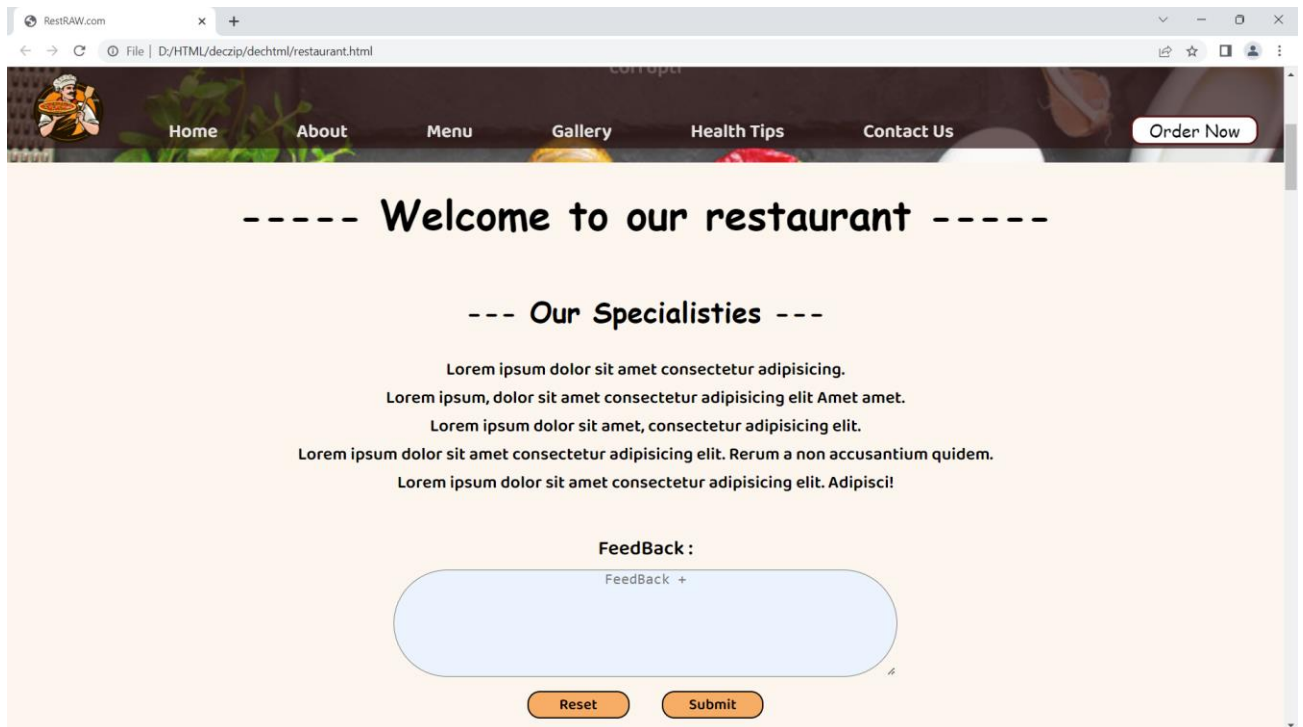 RestRAW.com
File | D:/HTML/deczip/dechtml/restaurant.html
corrupti
Home About Menu Gallery Health Tips Contact Us Order Now
----- Welcome to our restaurant -----
--- Our Specialisties ---
Lorem ipsum dolor sit amet consectetur adipisicing.
Lorem ipsum, dolor sit amet consectetur adipisicing elit Amet amet.
Lorem ipsum dolor sit amet, consectetur adipisicing elit.
Lorem ipsum dolor sit amet consectetur adipisicing elit. Rerum a non accusantium quidem.
Lorem ipsum dolor sit amet consectetur adipisicing elit. Adipisci!
FeedBack :
FeedBack +
Reset Submit